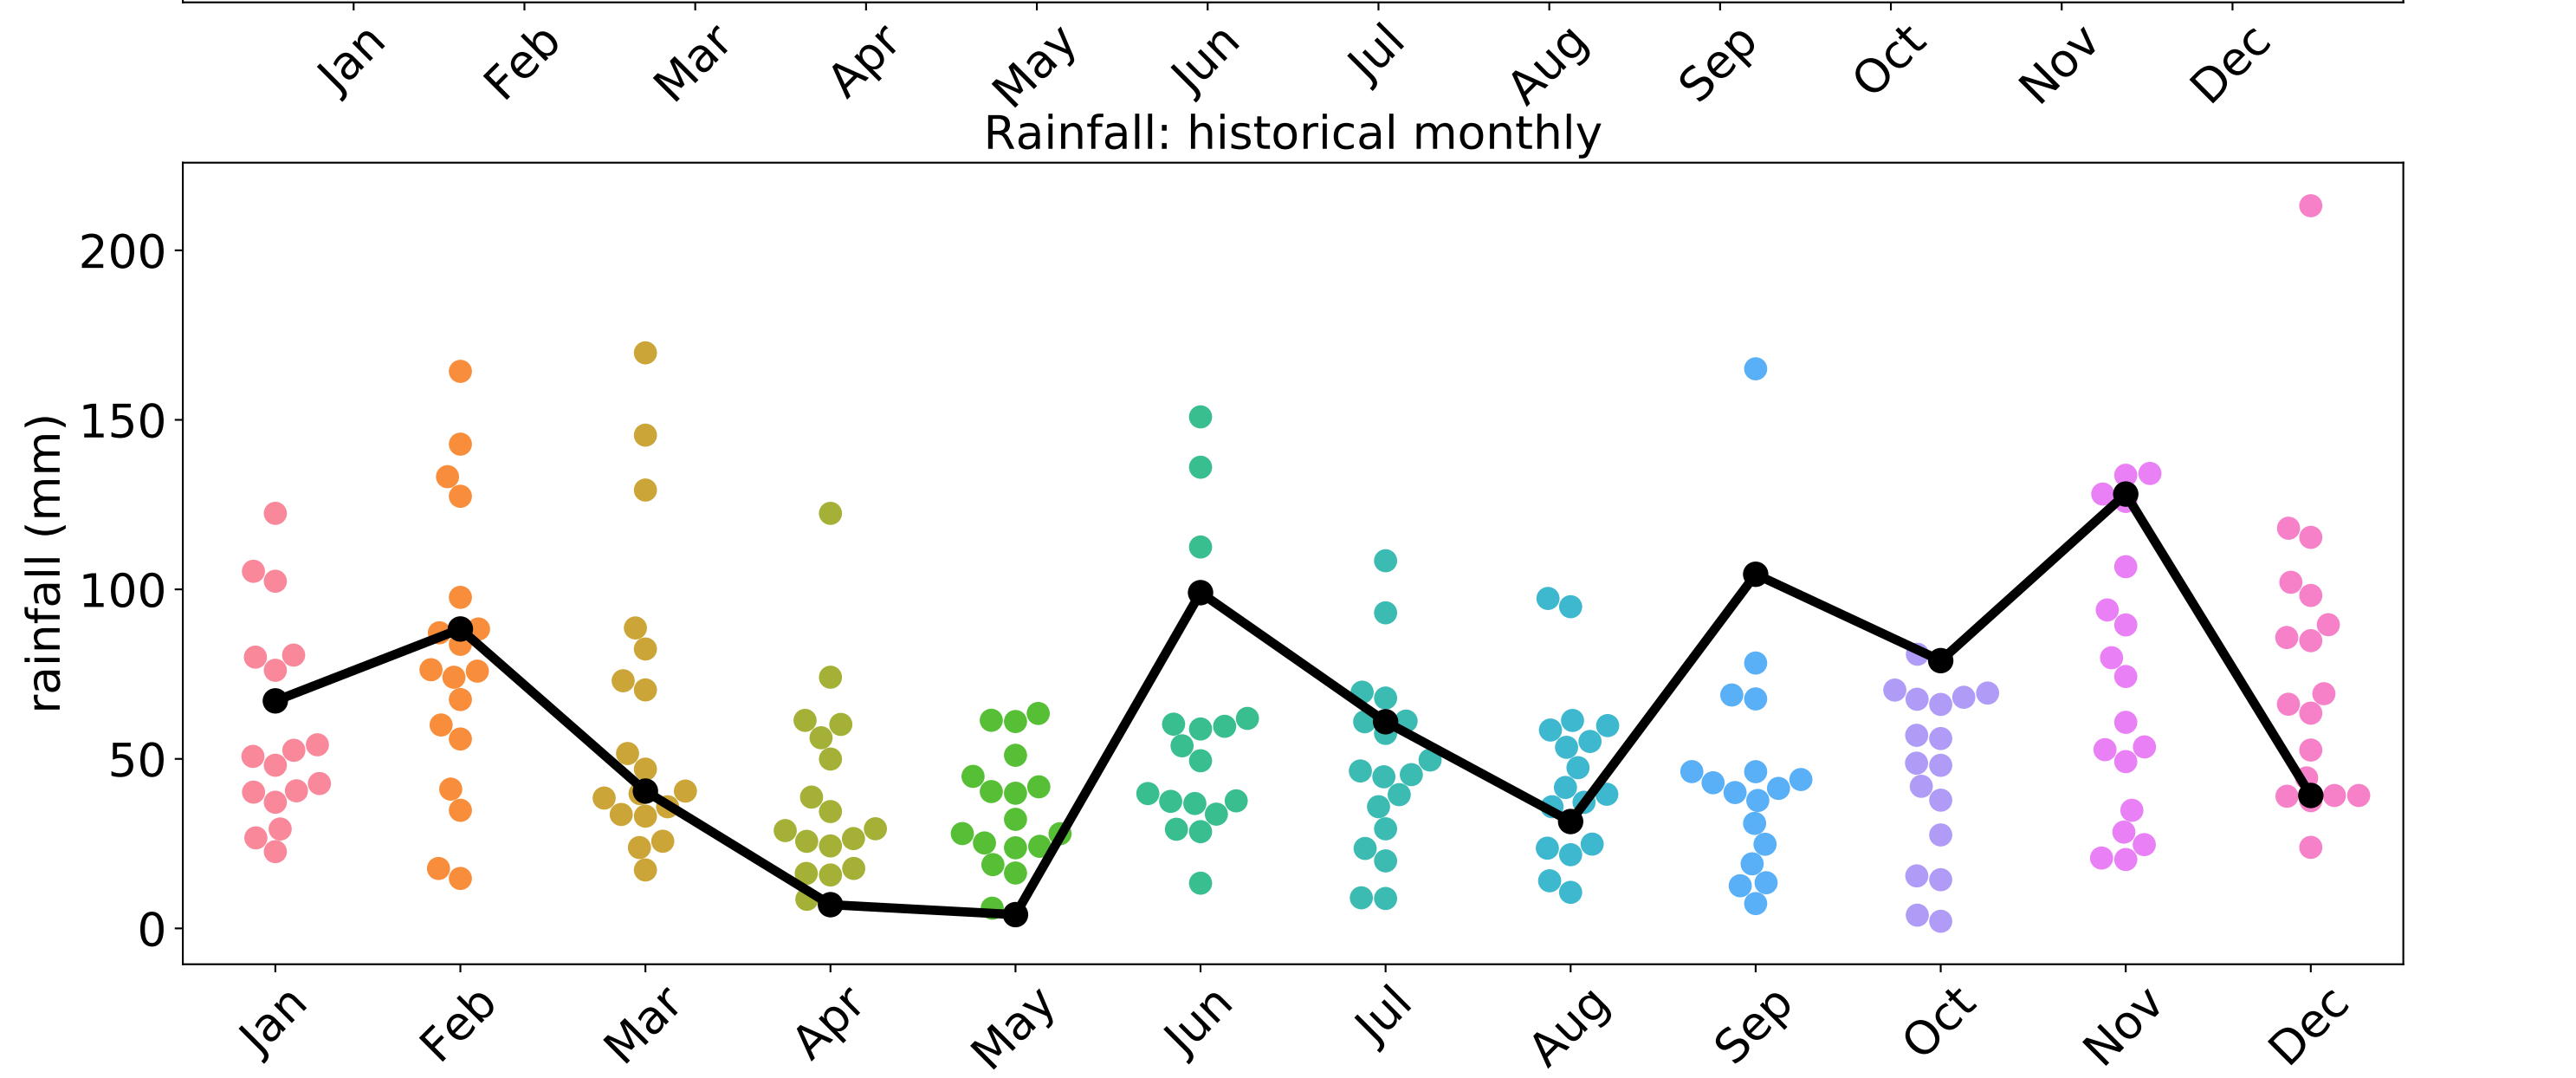 Jan Feb Mar Apr May Jun Jul Aug Sep Oct Nov Dec
Rainfall: historical monthly
rainfall (mm)
200
150
100
50
0
Jan Feb Mar Apr May Jun Jul Aug Sep Oct Nov Dec